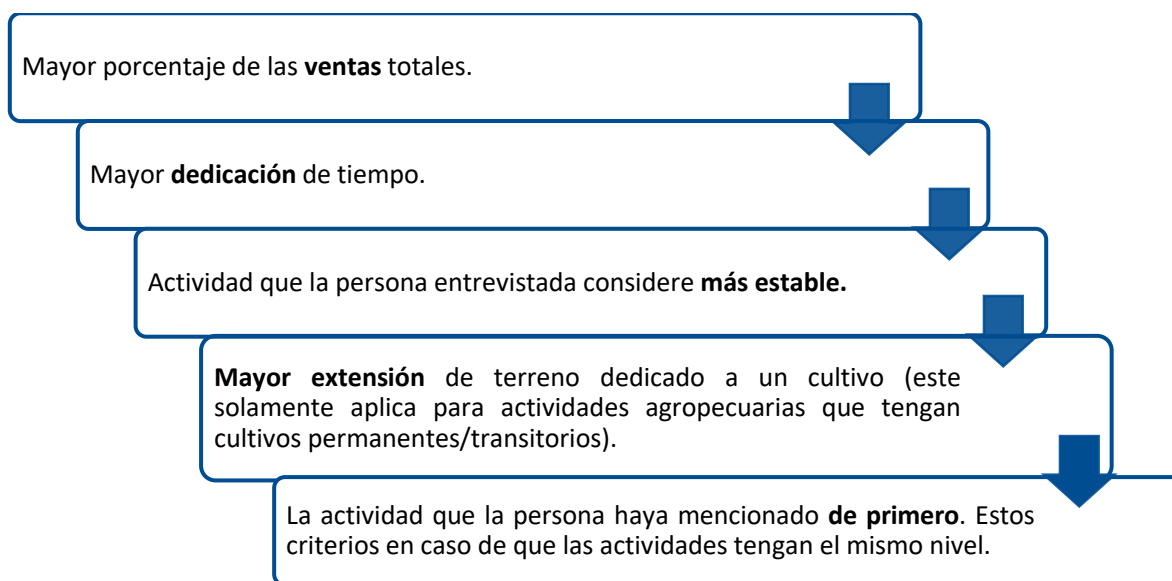 Mayor porcentaje de las ventas totales.
Mayor dedicación de tiempo.
Actividad que la persona entrevistada considere más estable.
Mayor extensión de terreno dedicado a un cultivo (este
solamente aplica para actividades agropecuarias que tengan
cultivos permanentes/transitorios).
La actividad que la persona haya mencionado de primero. Estos
criterios en caso de que las actividades tengan el mismo nivel.